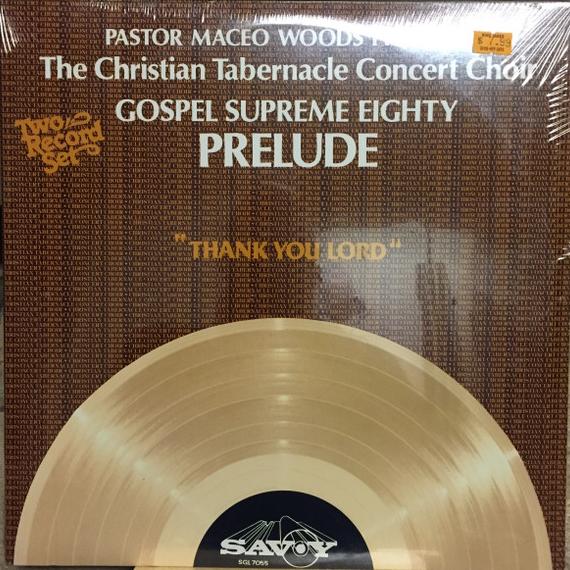 PASTOR MACEO WOODS
The Christian Tabernacle Concert Choir
GOSPEL SUPREME EIGHTY
PRELUDE
Two
Record
Set
"THANK YOU LORD"
SAVOY
SGL 7055